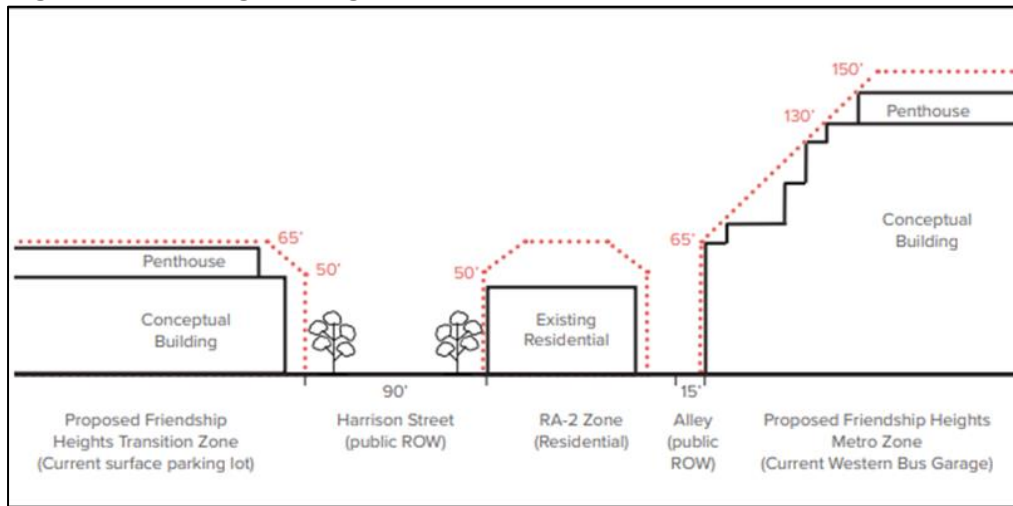 150'
130'
Penthouse
Conceptual
Building
65'
65'
50'
50'
Penthouse
Conceptual
Building
Existing
Residential
90'
15'
Proposed Friendship
Heights Transition Zone
(Current surface parking lot)
Harrison Street
(public ROW)
RA-2 Zone
(Residential)
Alley
(public
ROW)
Proposed Friendship Heights
Metro Zone
(Current Western Bus Garage)